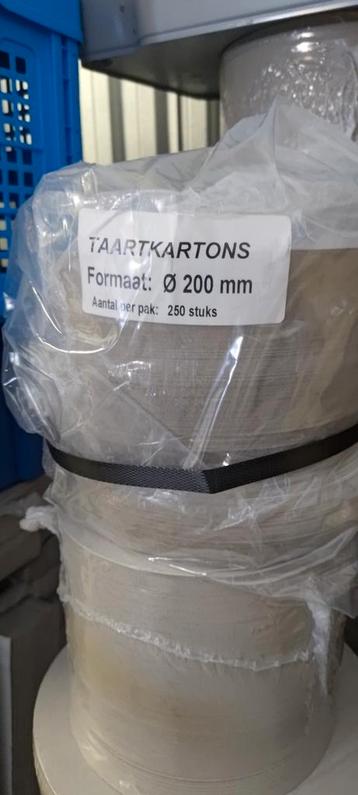 TAARTKARTONS
Formaat: Ø 200 mm
Aantal per pak: 250 stuks